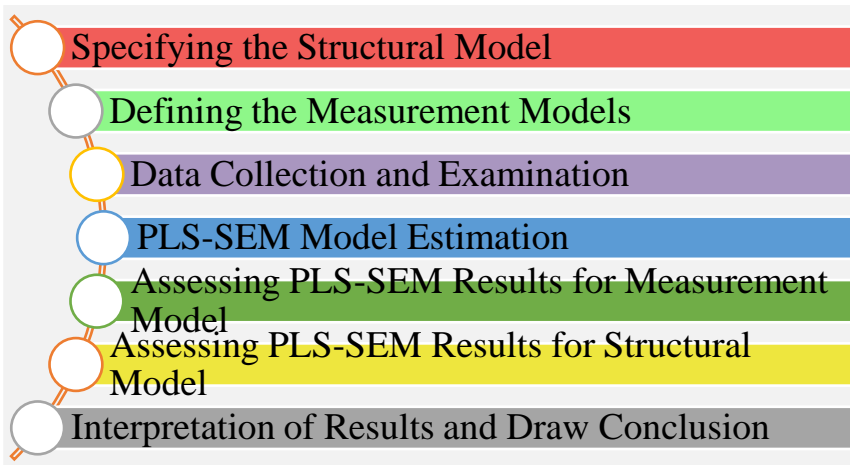 Specifying the Structural Model
Defining the Measurement Models
Data Collection and Examination
PLS-SEM Model Estimation
Assessing PLS-SEM Results for Measurement
Model
Assessing PLS-SEM Results for Structural
Model
Interpretation of Results and Draw Conclusion